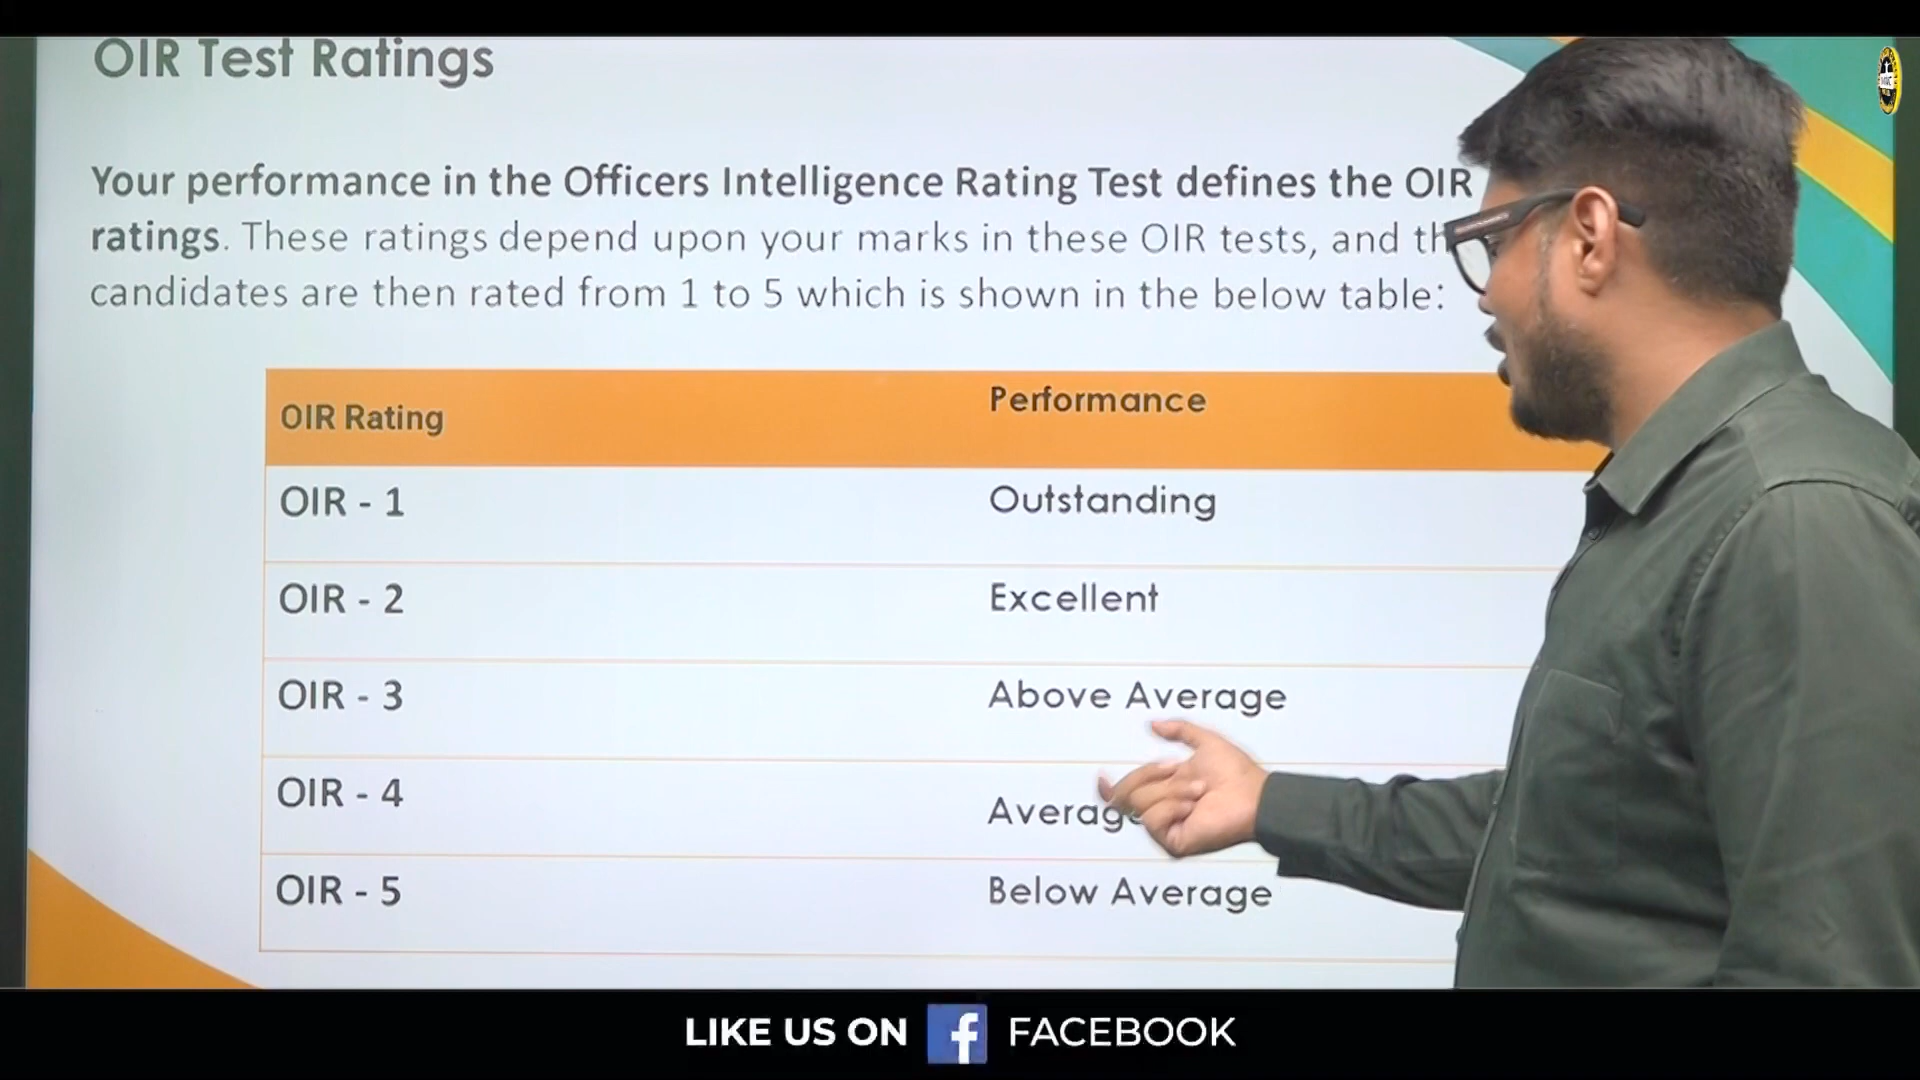 OIR Test Ratings
Your performance in the Officers Intelligence Rating Test defines the OIR
ratings. These ratings depend upon your marks in these OIR tests, and
candidates are then rated from 1 to 5 which is shown in the below table:
OIR Rating Performance
OIR - 1 Outstanding
OIR - 2 Excellent
OIR - 3 Above Average
OIR - 4 Average
OIR - 5 Below Average
LIKE US ON f FACEBOOK